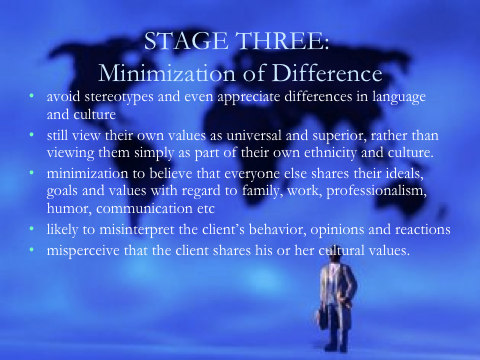 STAGE THREE:
Minimization of Difference
• avoid stereotypes and even appreciate differences in language
and culture
• still view their own values as universal and superior, rather than
viewing them simply as part of their own ethnicity and culture.
• minimization to believe that everyone else shares their ideals,
goals and values with regard to family, work, professionalism,
humor, communication etc
• likely to misinterpret the client's behavior, opinions and reactions
• misperceive that the client shares his or her cultural values.